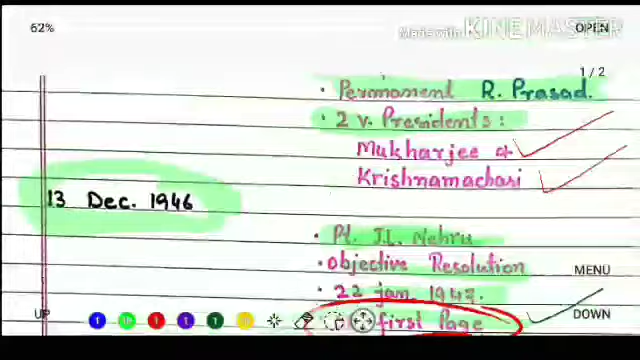 62%
Made with KINEMASTER
OPEN
1 / 2
· Permanent R. Prasad.
· 2 V. Presidents :
Mukharjee &
Krishnamachari
13 Dec. 1946
· Pt. J.L. Nehru
· Objective Resolution
· 22 jan. 1947.
first Page
MENU
UP
DOWN